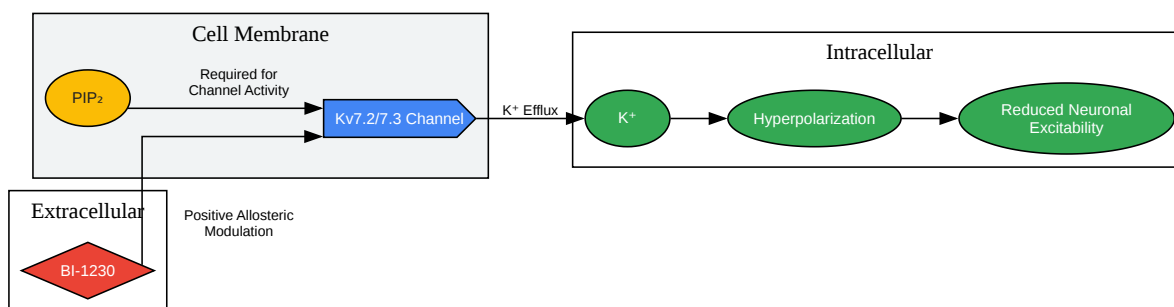 Cell Membrane
PIP₂
Required for
Channel Activity
Kv7.2/7.3 Channel
K⁺ Efflux
Intracellular
K⁺
Hyperpolarization
Reduced Neuronal
Excitability
Extracellular
BI-1230
Positive Allosteric
Modulation